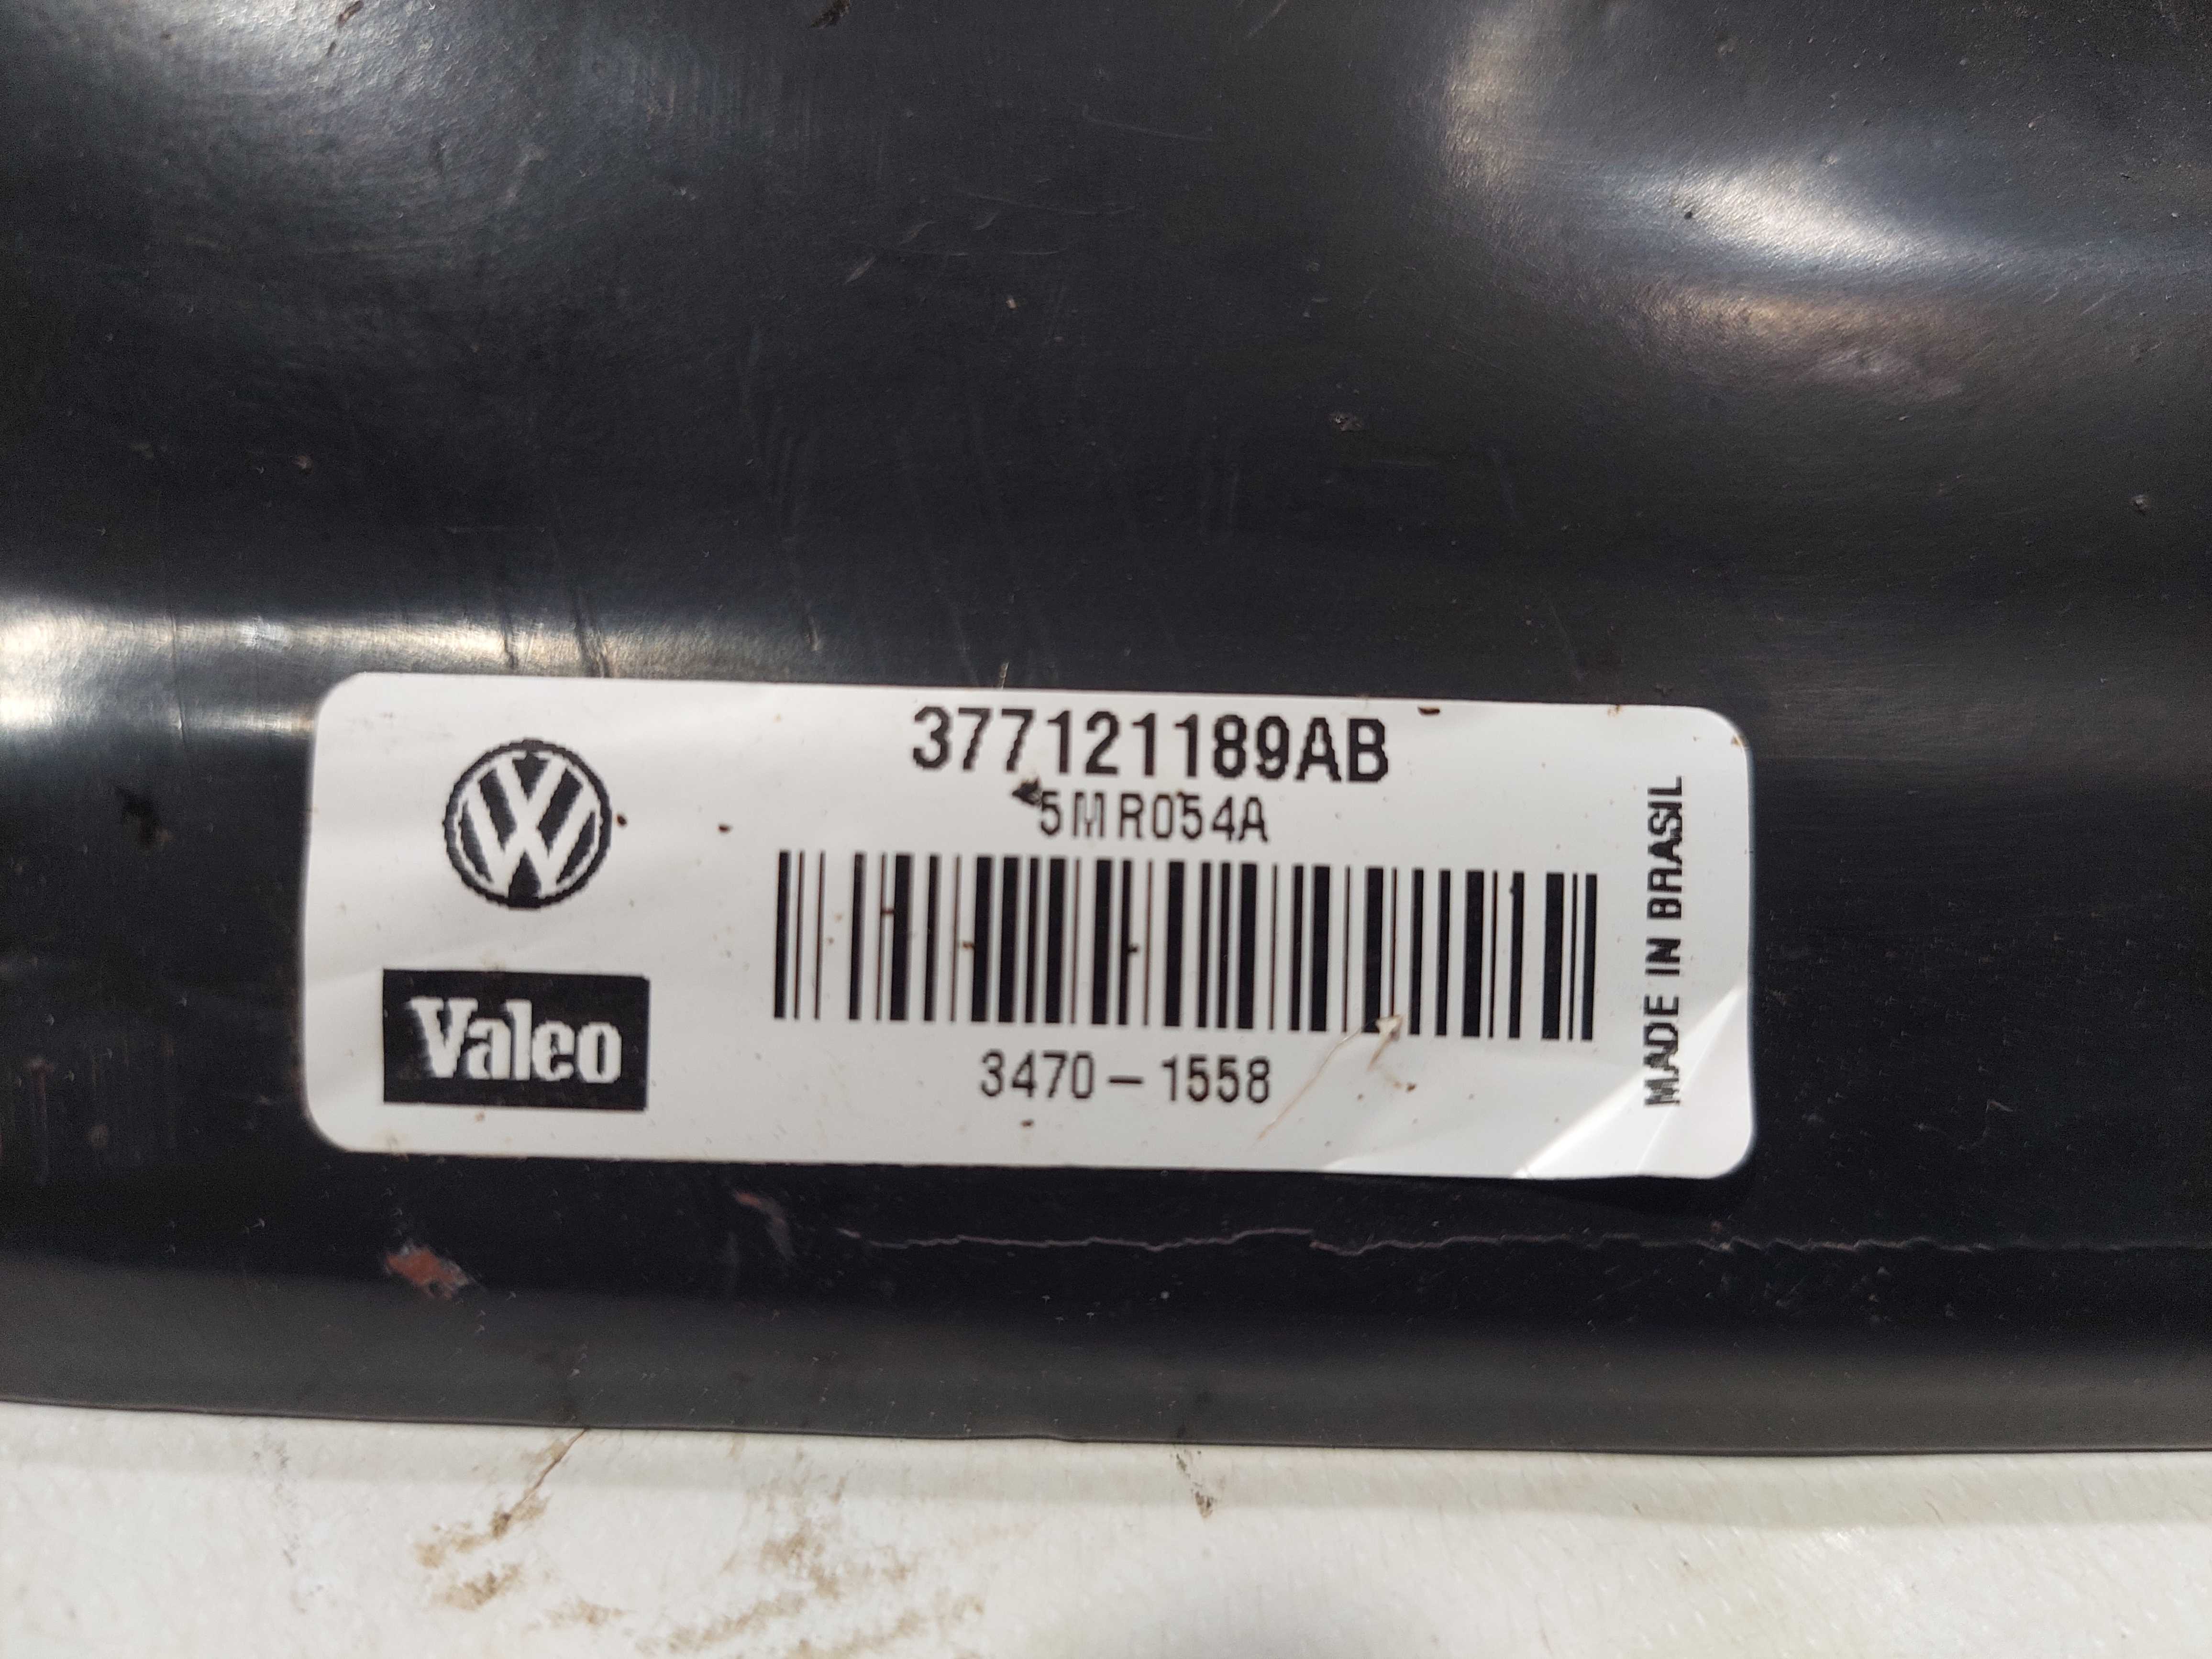 377121189AB
5MR054A
3470-1558
Valeo
MADE IN BRASIL